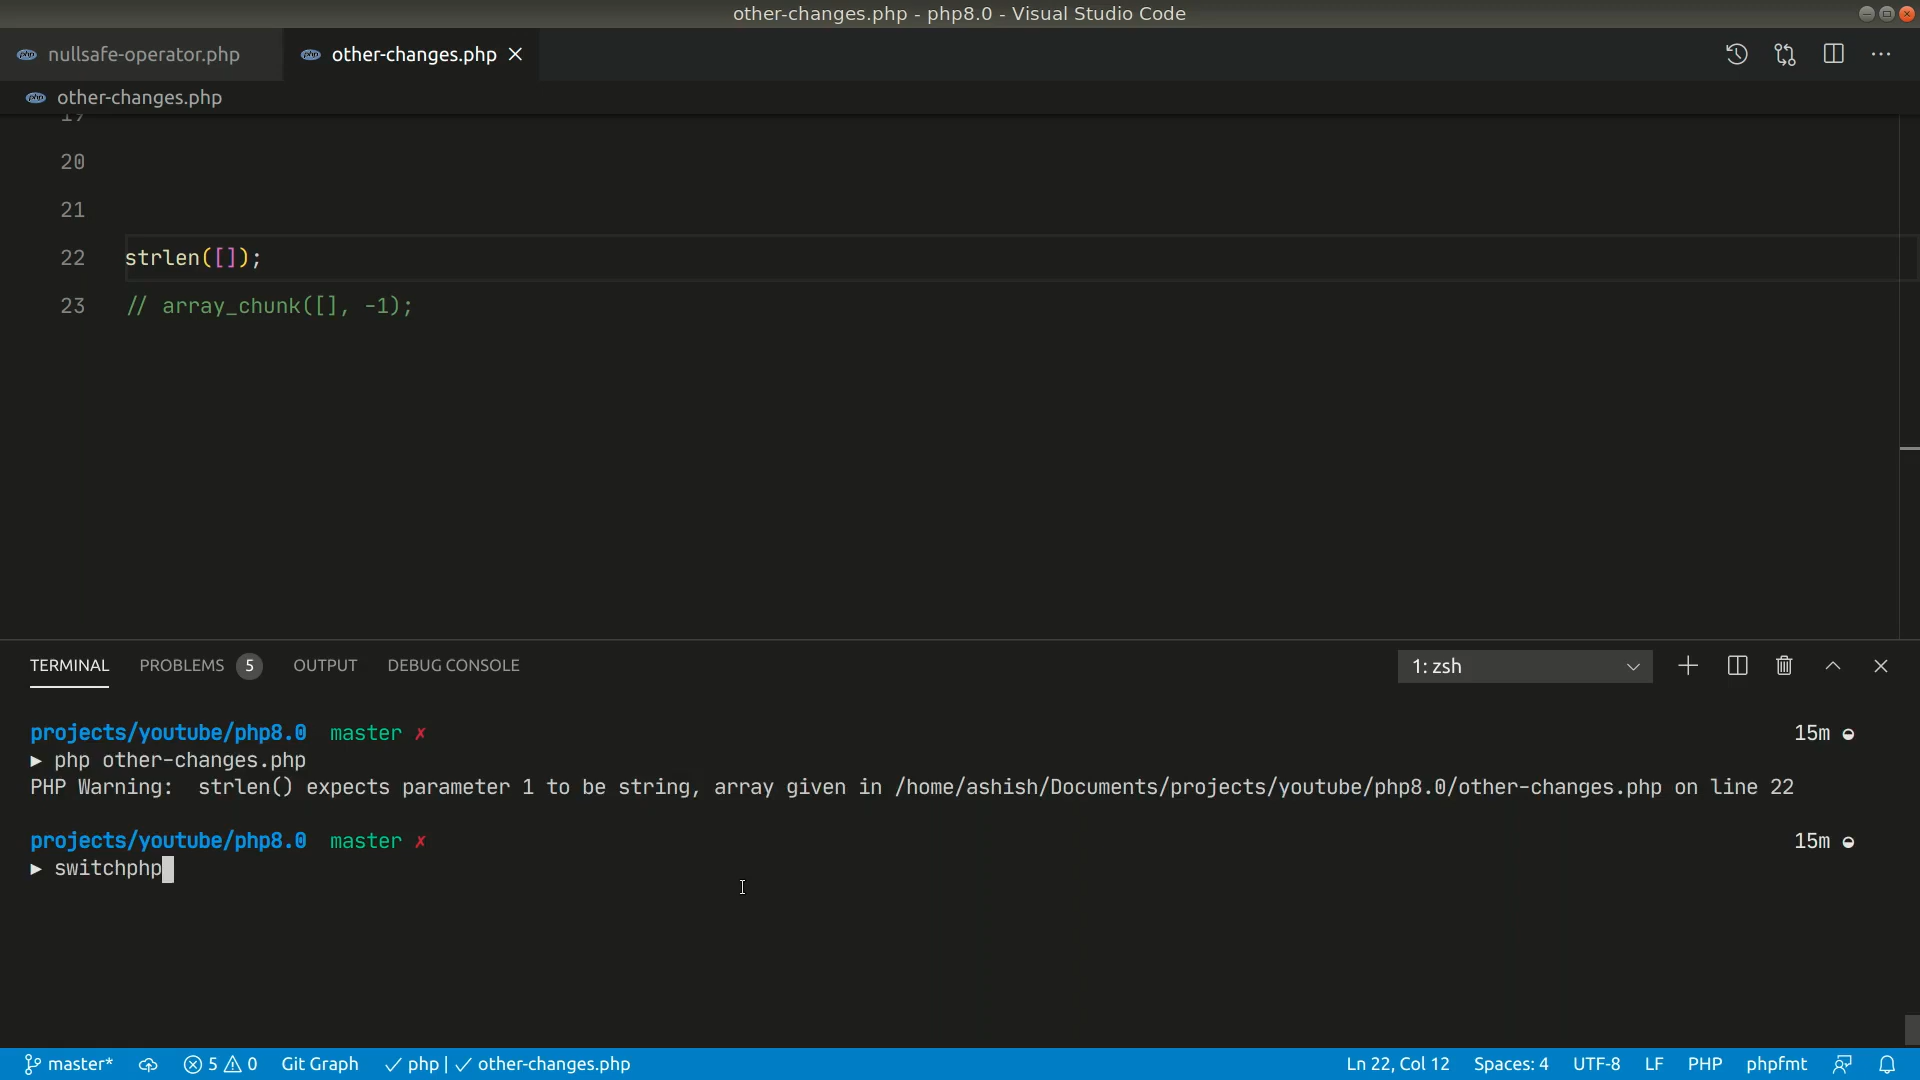 other-changes.php - php8.0 - Visual Studio Code
nullsafe-operator.php
other-changes.php
other-changes.php
19
20
21
22 strlen([]);
23 // array_chunk([], -1);
TERMINAL PROBLEMS 5 OUTPUT DEBUG CONSOLE 1: zsh
projects/youtube/php8.0 master ✗ 15m
▶ php other-changes.php
PHP Warning:  strlen() expects parameter 1 to be string, array given in /home/ashish/Documents/projects/youtube/php8.0/other-changes.php on line 22
projects/youtube/php8.0 master ✗ 15m
▶ switchphp
master* 5 0 Git Graph ✓ php | ✓ other-changes.php Ln 22, Col 12 Spaces: 4 UTF-8 LF PHP phpfmt